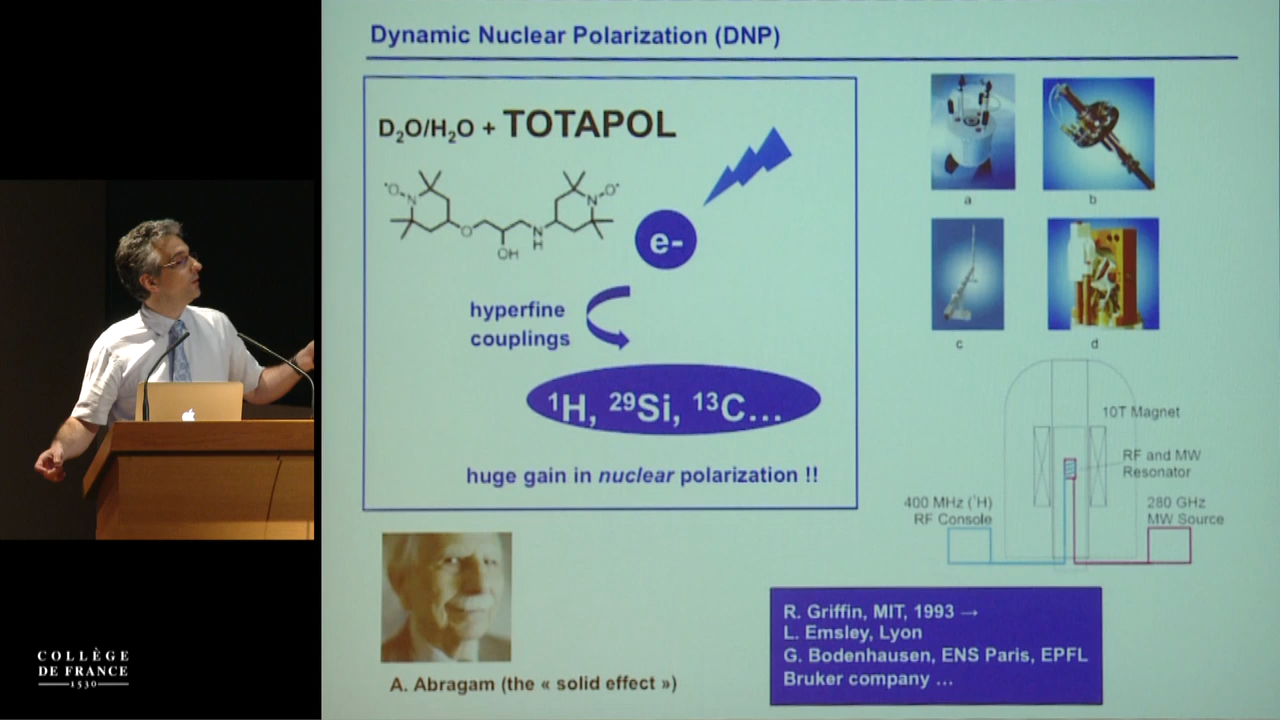 Dynamic Nuclear Polarization (DNP)
D₂O/H₂O + TOTAPOL
•O
N
N
O•
O
OH
N
H
e-
hyperfine
couplings
¹H, ²⁹Si, ¹³C...
huge gain in nuclear polarization !!
A. Abragam (the « solid effect »)
a
b
c
d
10T Magnet
RF and MW
Resonator
400 MHz (¹H)
RF Console
280 GHz
MW Source
R. Griffin, MIT, 1993 →
L. Emsley, Lyon
G. Bodenhausen, ENS Paris, EPFL
Bruker company ...
COLLÈGE
DE FRANCE
1530